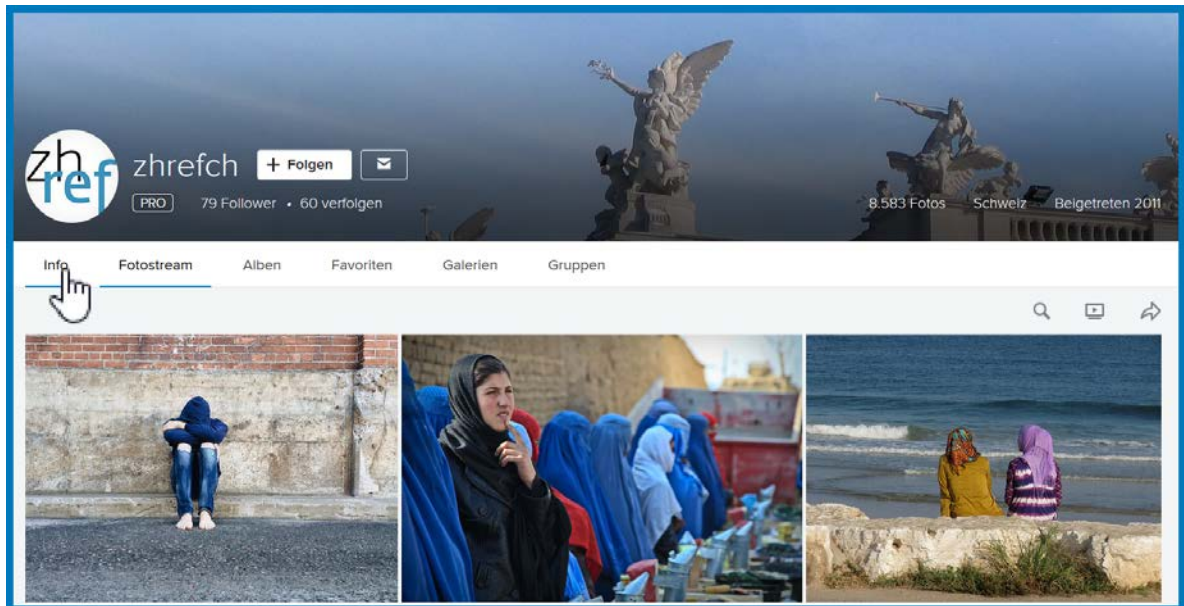 zh
ref
zhrefch + Folgen
PRO 79 Follower • 60 verfolgen 8.583 Fotos Schweiz Beigetreten 2011
Info Fotostream Alben Favoriten Galerien Gruppen